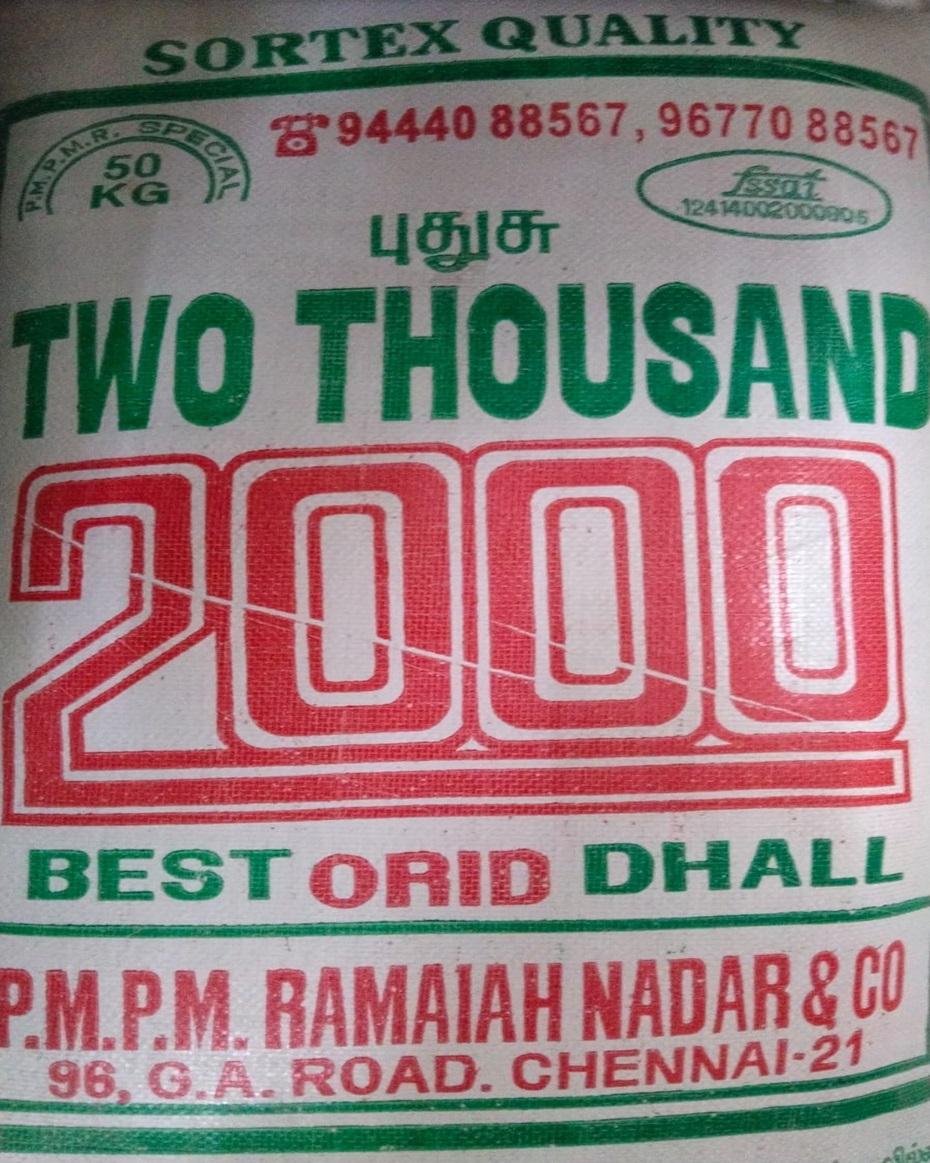 SORTEX QUALITY
P.M.P.M.R. SPECIAL
50
KG
☎94440 88567, 96770 88567
fssai
12414002000905
புதுசு
TWO THOUSAND
2000
BEST ORID DHALL
P.M.P.M. RAMAIAH NADAR & CO
96, G.A. ROAD. CHENNAI-21